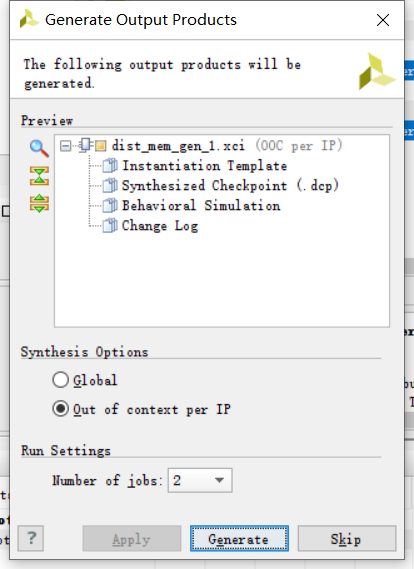 Generate Output Products
The following output products will be
generated.
Preview
dist_mem_gen_1.xci (OOC per IP)
Instantiation Template
Synthesized Checkpoint (.dcp)
Behavioral Simulation
Change Log
Synthesis Options
Global
Out of context per IP
Run Settings
Number of jobs: 2
? Apply Generate Skip